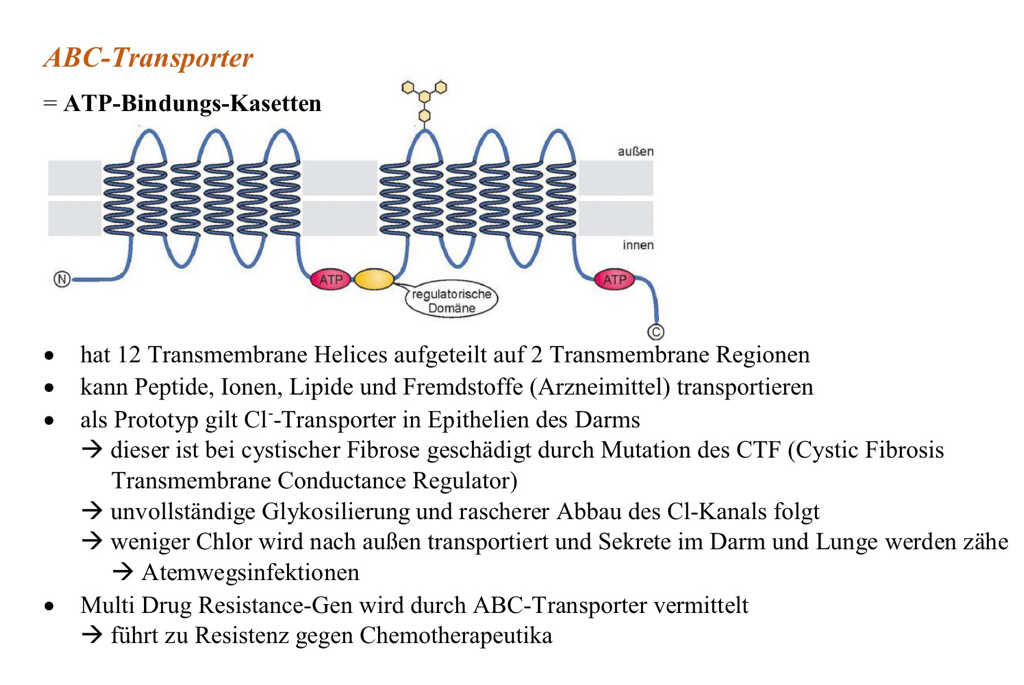 ABC-Transporter
= ATP-Bindungs-Kasetten
außen
innen
N
ATP
ATP
regulatorische
Domäne
C
• hat 12 Transmembrane Helices aufgeteilt auf 2 Transmembrane Regionen
• kann Peptide, Ionen, Lipide und Fremdstoffe (Arzneimittel) transportieren
• als Prototyp gilt Cl⁻-Transporter in Epithelien des Darms
→ dieser ist bei cystischer Fibrose geschädigt durch Mutation des CTF (Cystic Fibrosis
Transmembrane Conductance Regulator)
→ unvollständige Glykosilierung und rascherer Abbau des Cl-Kanals folgt
→ weniger Chlor wird nach außen transportiert und Sekrete im Darm und Lunge werden zähe
→ Atemwegsinfektionen
• Multi Drug Resistance-Gen wird durch ABC-Transporter vermittelt
→ führt zu Resistenz gegen Chemotherapeutika